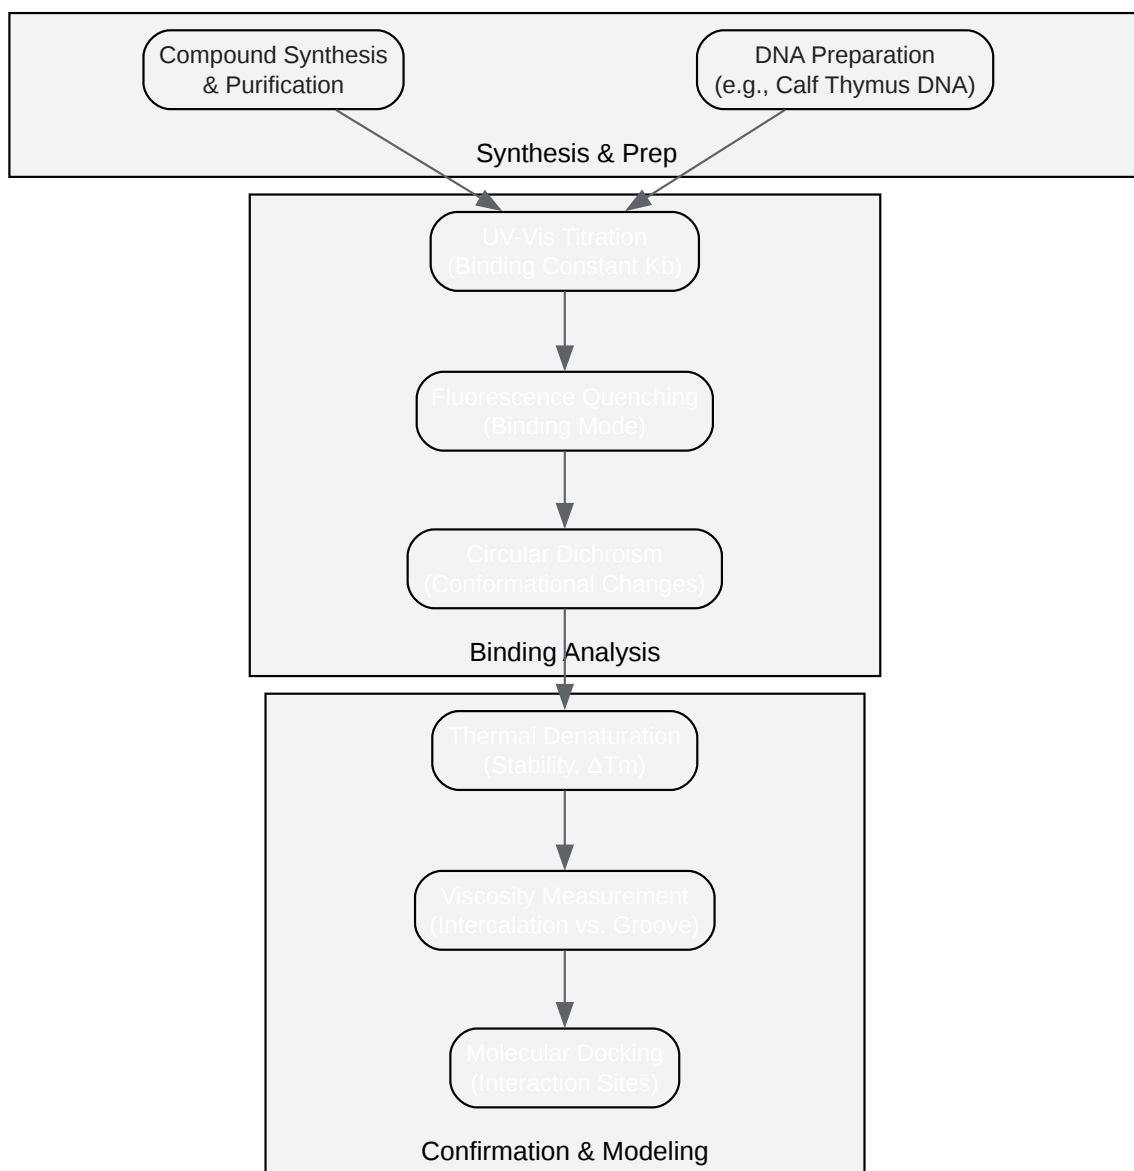 Compound Synthesis
& Purification
DNA Preparation
(e.g., Calf Thymus DNA)
Synthesis & Prep
UV-Vis Titration
(Binding Constant Kb)
Fluorescence Quenching
(Binding Mode)
Circular Dichroism
(Conformational Changes)
Binding Analysis
Thermal Denaturation
(Stability, ΔTm)
Viscosity Measurement
(Intercalation vs. Groove)
Molecular Docking
(Interaction Sites)
Confirmation & Modeling